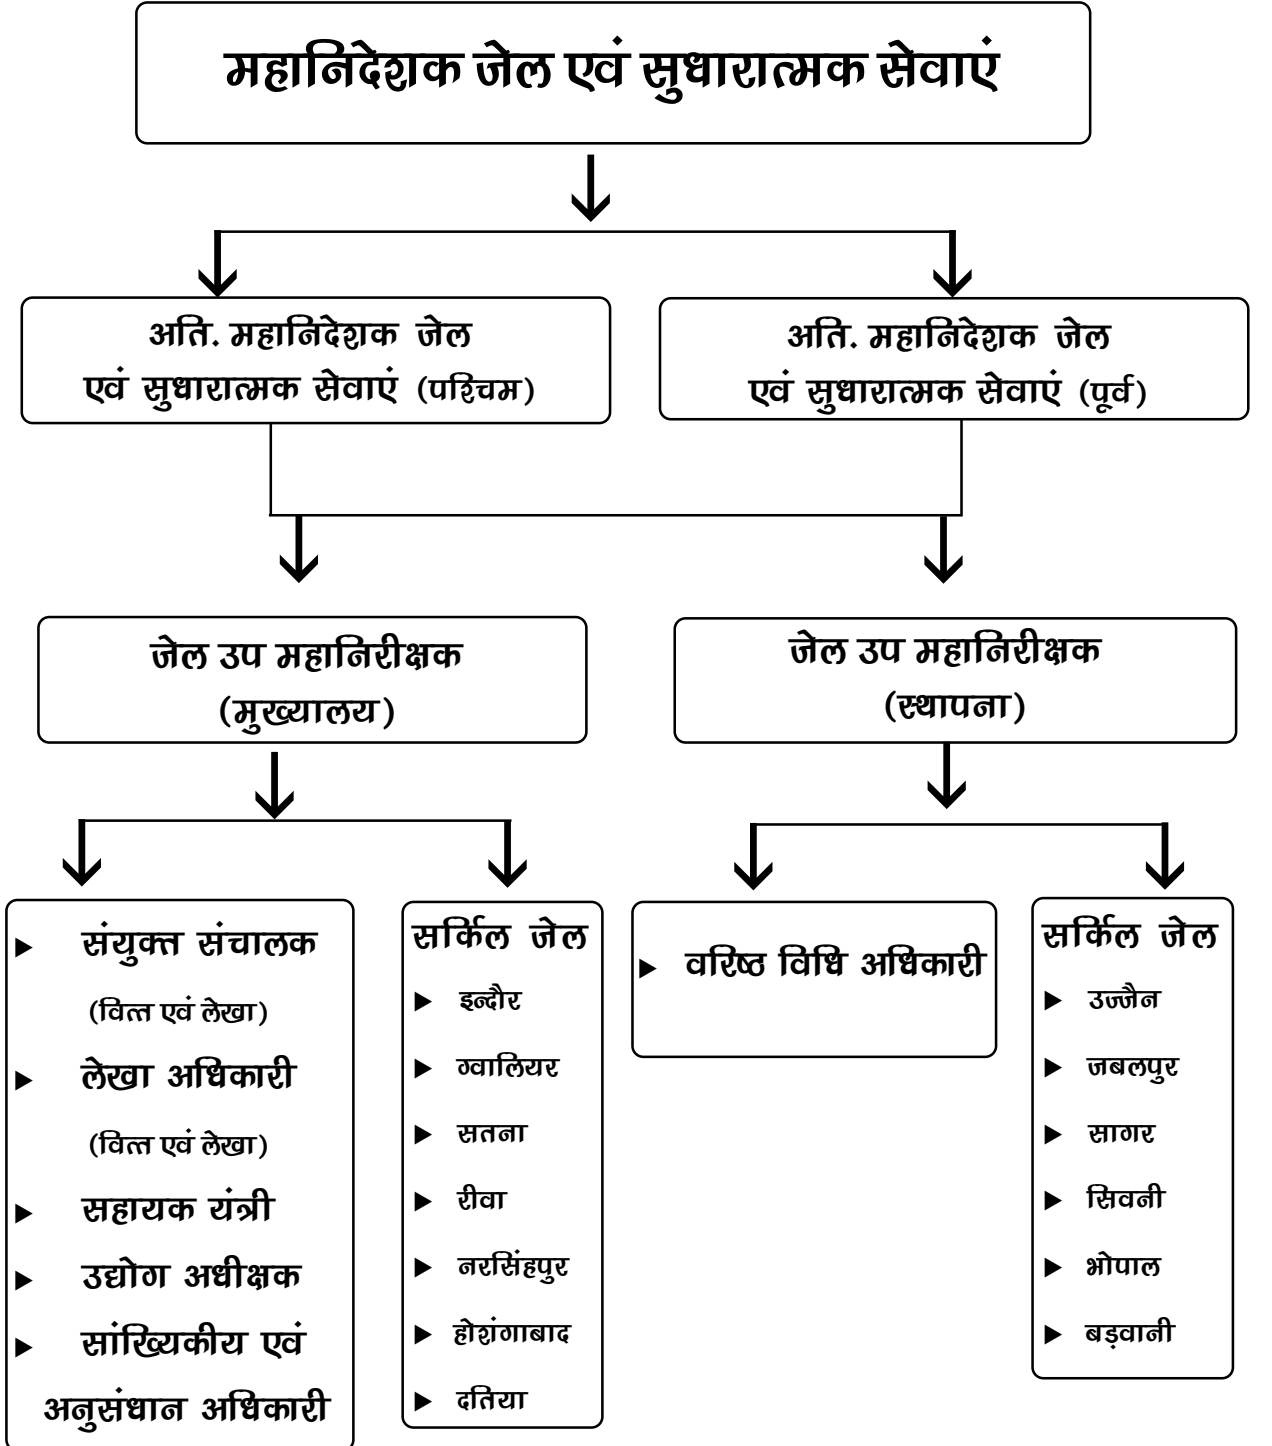 महानिदेशक जेल एवं सुधारात्मक सेवाएं
अति. महानिदेशक जेल
एवं सुधारात्मक सेवाएं (पश्चिम)
अति. महानिदेशक जेल
एवं सुधारात्मक सेवाएं (पूर्व)
जेल उप महानिरीक्षक
(मुख्यालय)
जेल उप महानिरीक्षक
(स्थापना)
संयुक्त संचालक
(वित्त एवं लेखा)
लेखा अधिकारी
(वित्त एवं लेखा)
सहायक यंत्री
उद्योग अधीक्षक
सांख्यिकीय एवं
अनुसंधान अधिकारी
सर्किल जेल
इन्दौर
ग्वालियर
सतना
रीवा
नरसिंहपुर
होशंगाबाद
दतिया
वरिष्ठ विधि अधिकारी
सर्किल जेल
उज्जैन
जबलपुर
सागर
सिवनी
भोपाल
बड़वानी